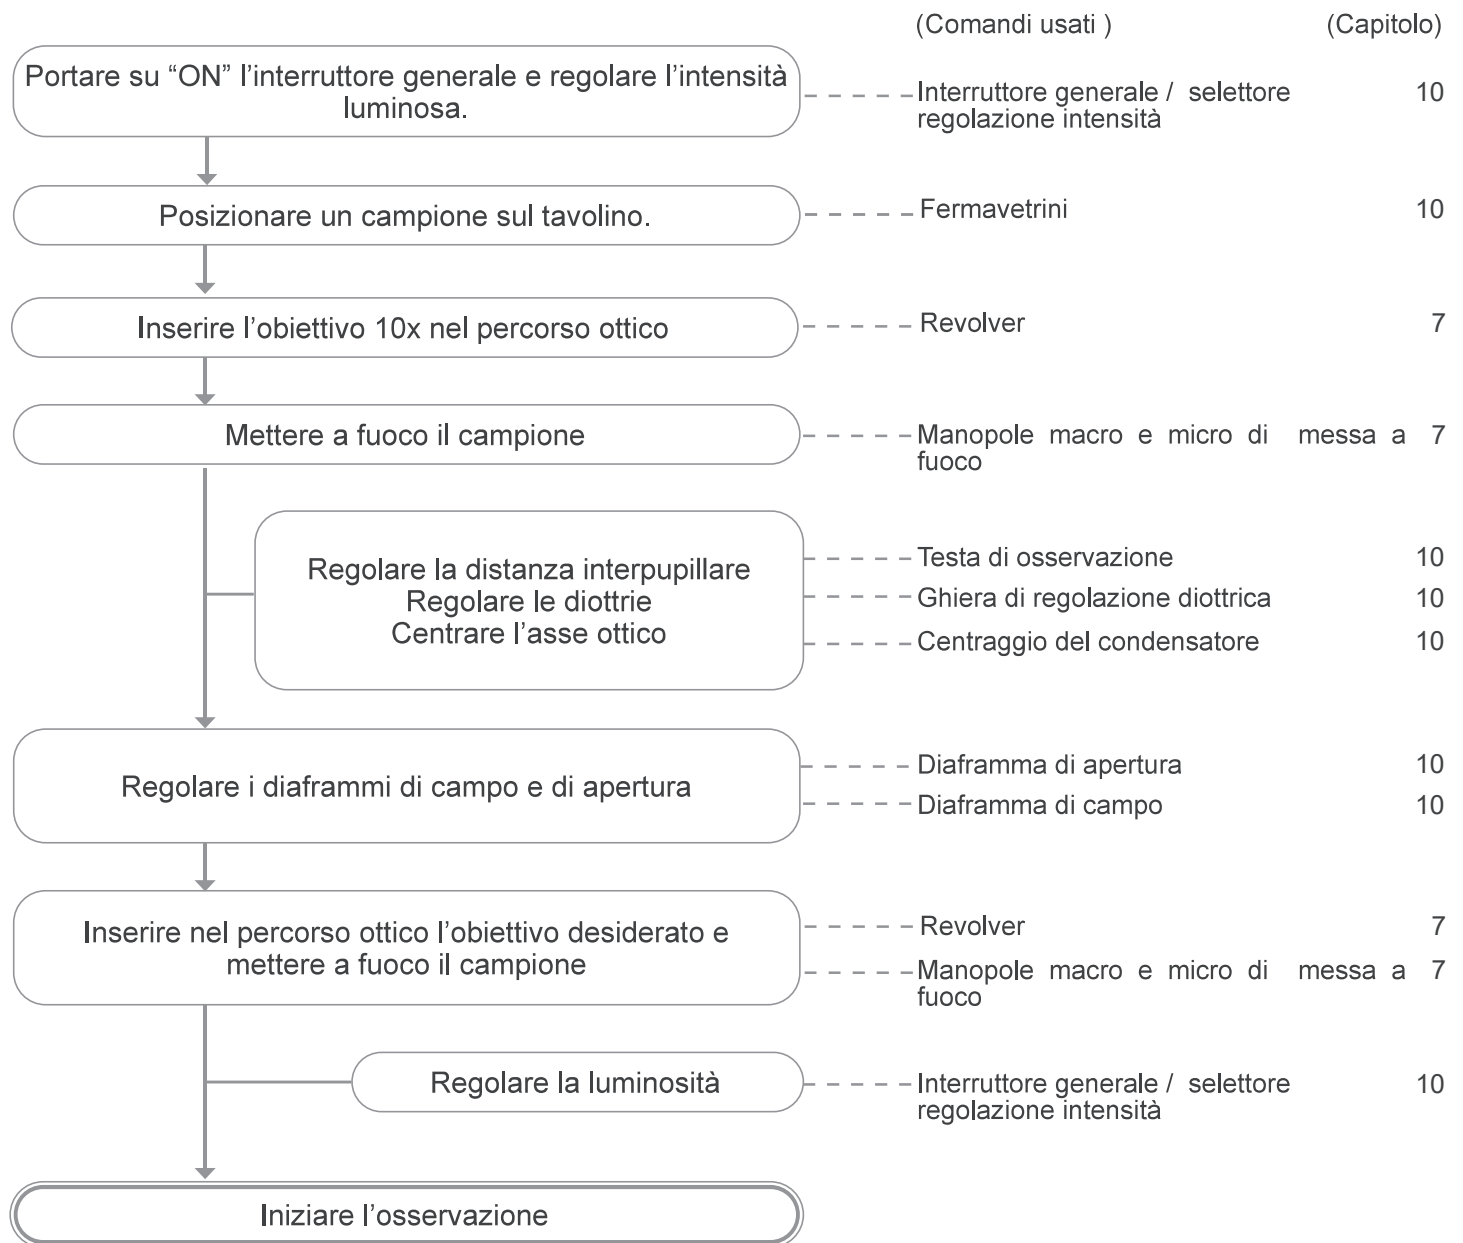 (Comandi usati ) (Capitolo)
Portare su “ON” l’interruttore generale e regolare l’intensità
luminosa.
Interruttore generale / selettore 10
regolazione intensità
Posizionare un campione sul tavolino.
Fermavetrini 10
Inserire l’obiettivo 10x nel percorso ottico
Revolver 7
Mettere a fuoco il campione
Manopole macro e micro di messa a 7
fuoco
Regolare la distanza interpupillare
Regolare le diottrie
Centrare l’asse ottico
Testa di osservazione 10
Ghiera di regolazione diottrica 10
Centraggio del condensatore 10
Regolare i diaframmi di campo e di apertura
Diaframma di apertura 10
Diaframma di campo 10
Inserire nel percorso ottico l’obiettivo desiderato e
mettere a fuoco il campione
Revolver 7
Manopole macro e micro di messa a 7
fuoco
Regolare la luminosità
Interruttore generale / selettore 10
regolazione intensità
Iniziare l’osservazione